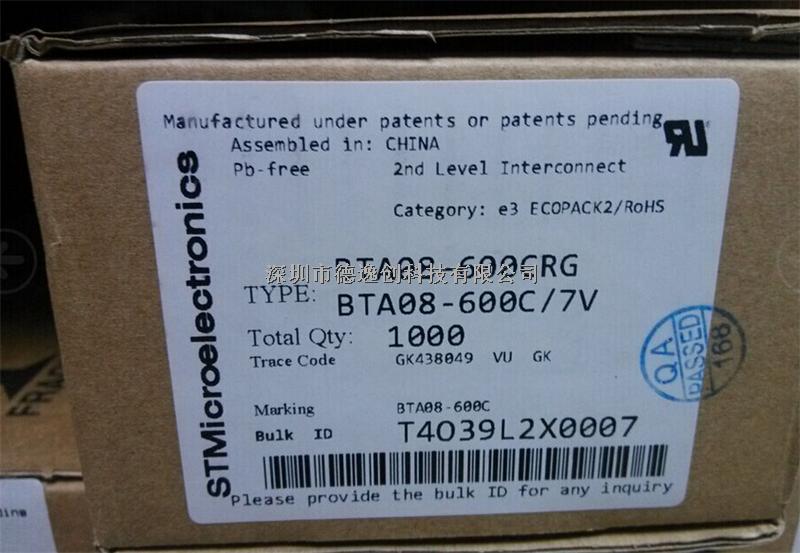 Manufactured under patents or patents pending
Assembled in: CHINA
Pb-free 2nd Level Interconnect
Category: e3 ECOPACK2/RoHS
STMicroelectronics
BTA08-600CRG
深圳市德逸创科技有限公司
TYPE: BTA08-600C/7V
Total Qty: 1000
Trace Code GK438049 VU GK
QA PASSED 168
Marking BTA08-600C
Bulk ID T4O39L2X0007
Please provide the bulk ID for any inquiry